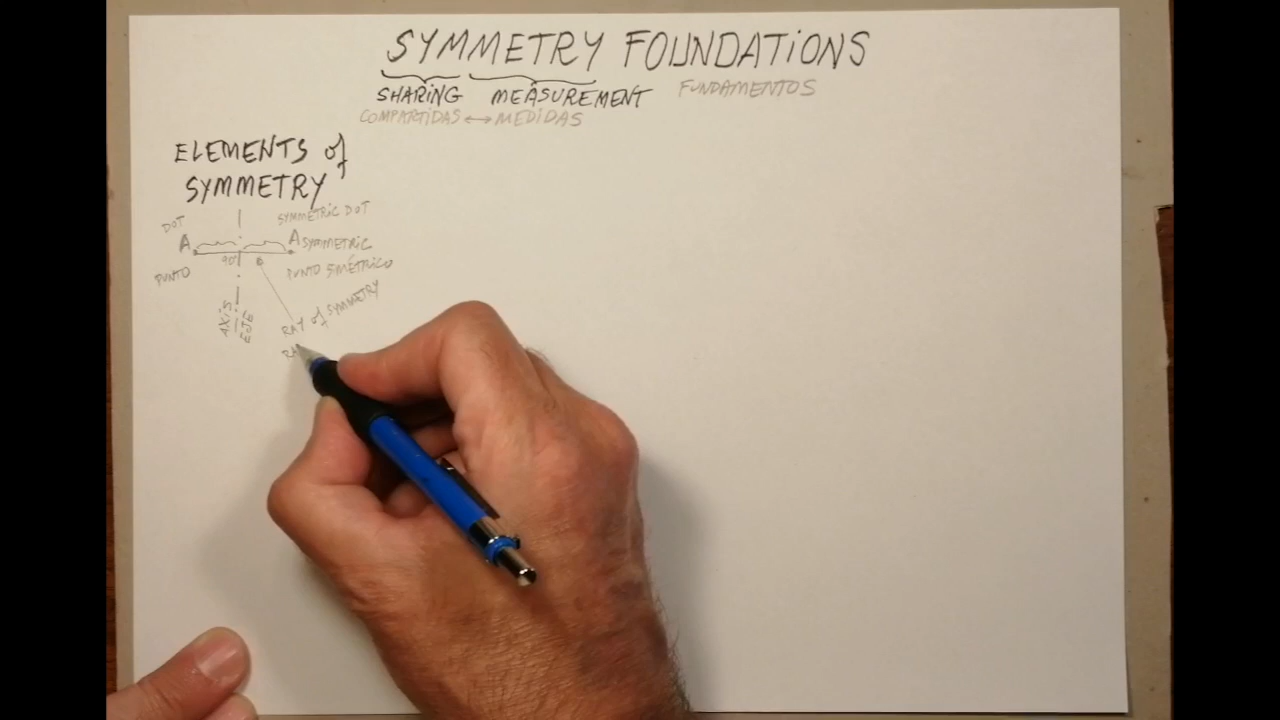 SYMMETRY FOUNDATIONS
SHARING MEASUREMENT FUNDAMENTOS
COMPARTIDAS ↔ MEDIDAS
ELEMENTS of
SYMMETRY
DOT SYMMETRIC DOT
A A SYMMETRIC
90°
PUNTO PUNTO SIMÉTRICO
AXIS
EJE
RAY of SYMMETRY
RA